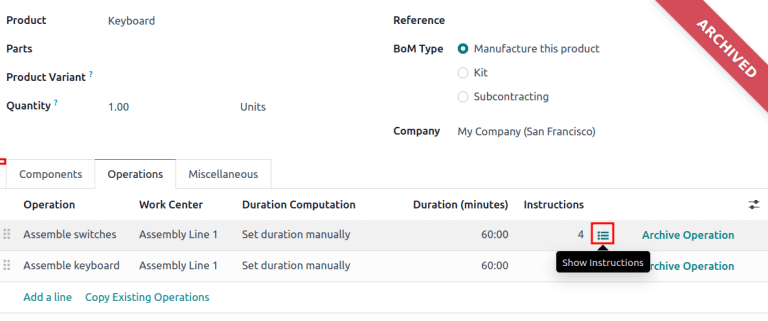 Product Keyboard
Parts
Product Variant ?
Quantity ? 1.00 Units
Reference
BoM Type Manufacture this product
Kit
Subcontracting
Company My Company (San Francisco)
ARCHIVED
Components Operations Miscellaneous
Operation Work Center Duration Computation Duration (minutes) Instructions
Assemble switches Assembly Line 1 Set duration manually 60:00 4 Archive Operation
Show Instructions
Assemble keyboard Assembly Line 1 Set duration manually 60:00 Archive Operation
Add a line Copy Existing Operations